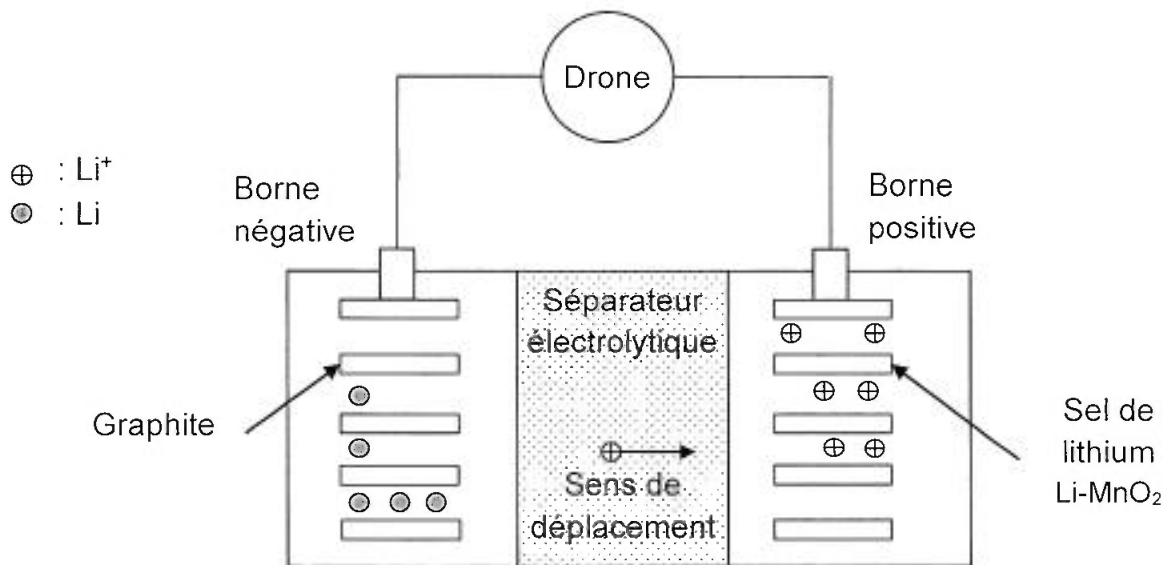 Drone
⊕ : Li⁺
: Li
Borne
négative
Borne
positive
Séparateur
électrolytique
Graphite
Sens de
déplacement
Sel de
lithium
Li-MnO₂